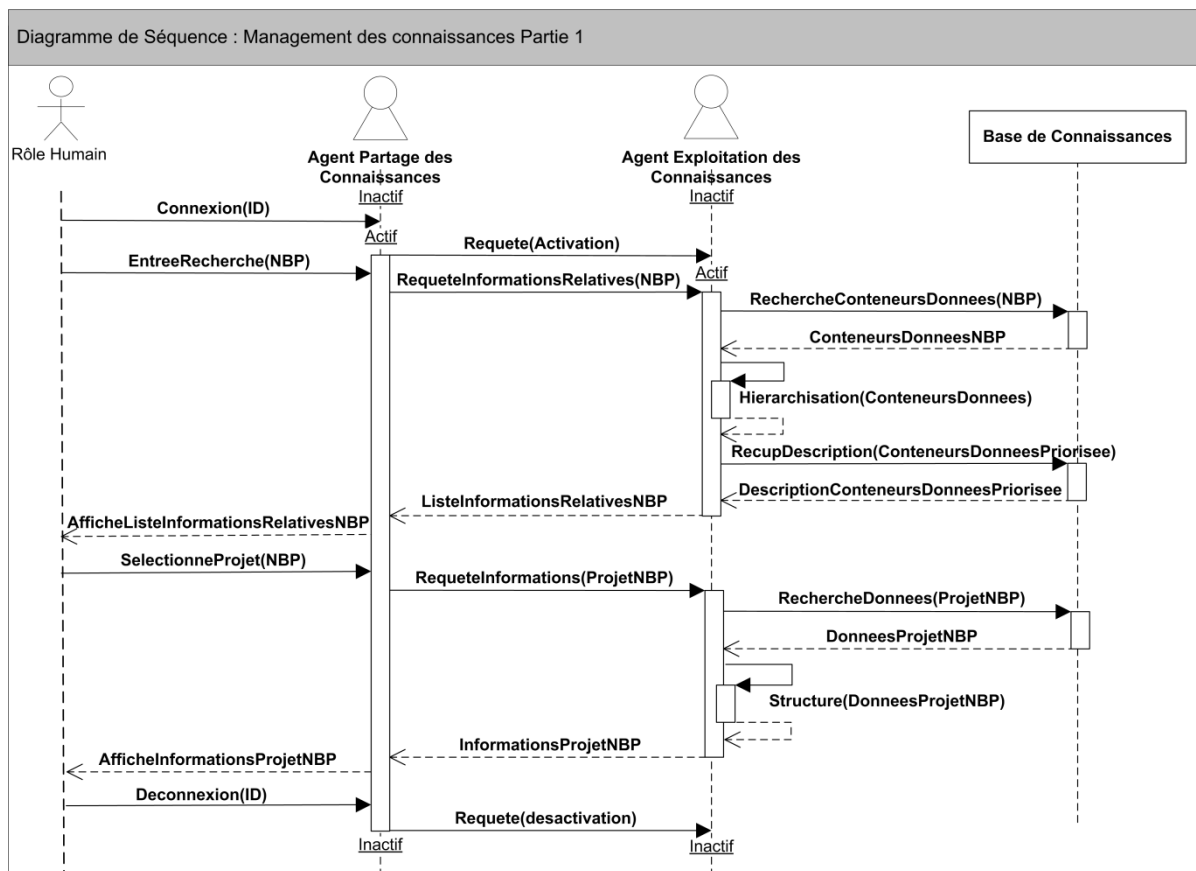 Diagramme de Séquence : Management des connaissances Partie 1
Rôle Humain
Agent Partage des
Connaissances
Inactif
Agent Exploitation des
Connaissances
Inactif
Base de Connaissances
Connexion(ID)
Actif
Requete(Activation)
EntreeRecherche(NBP)
Actif
RequeteInformationsRelatives(NBP)
RechercheConteneursDonnees(NBP)
ConteneursDonneesNBP
Hierarchisation(ConteneursDonnees)
RecupDescription(ConteneursDonneesPriorisee)
DescriptionConteneursDonneesPriorisee
ListeInformationsRelativesNBP
AfficheListeInformationsRelativesNBP
SelectionneProjet(NBP)
RequeteInformations(ProjetNBP)
RechercheDonnees(ProjetNBP)
DonneesProjetNBP
Structure(DonneesProjetNBP)
InformationsProjetNBP
AfficheInformationsProjetNBP
Deconnexion(ID)
Requete(desactivation)
Inactif
Inactif